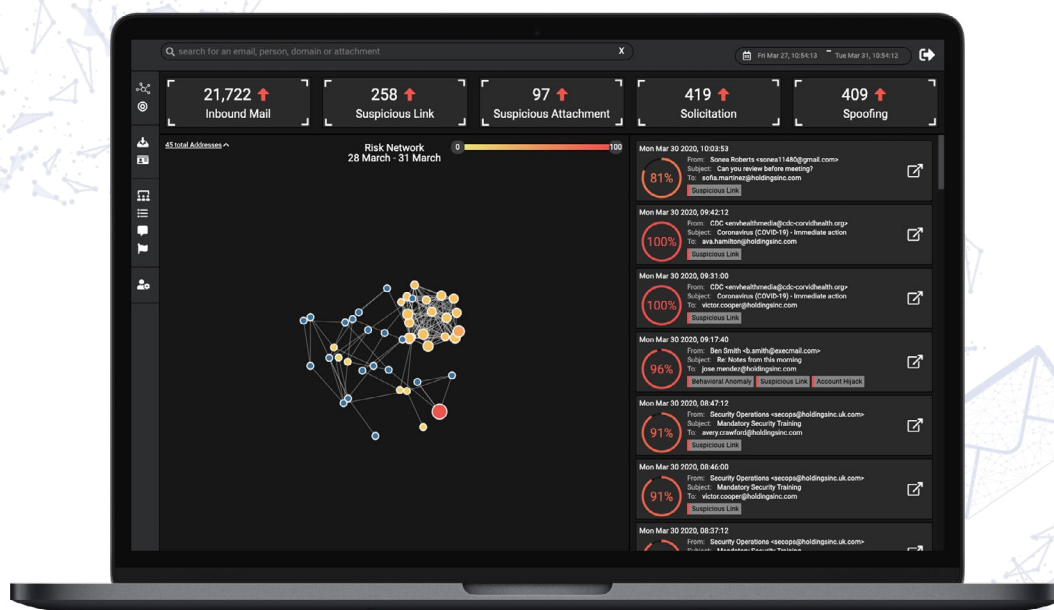 search for an email, person, domain or attachment
X
Fri Mar 27, 10:54:13 - Tue Mar 31, 10:54:12
21,722
Inbound Mail
258
Suspicious Link
97
Suspicious Attachment
419
Solicitation
409
Spoofing
45 total Addresses
Risk Network
28 March - 31 March
0
100
Mon Mar 30 2020, 10:03:53
81%
From: Sonea Roberts <sonea11480@gmail.com>
Subject: Can you review before meeting?
To: sofia.martinez@holdingsinc.com
Suspicious Link
Mon Mar 30 2020, 09:42:12
100%
From: CDC <envhealthmedia@cdc-corvidhealth.org>
Subject: Coronavirus (COVID-19) - Immediate action
To: ava.hamilton@holdingsinc.com
Suspicious Link
Mon Mar 30 2020, 09:31:00
100%
From: CDC <envhealthmedia@cdc-corvidhealth.org>
Subject: Coronavirus (COVID-19) - Immediate action
To: victor.cooper@holdingsinc.com
Suspicious Link
Mon Mar 30 2020, 09:17:40
96%
From: Ben Smith <b.smith@execmail.com>
Subject: Re: Notes from this morning
To: jose.mendez@holdingsinc.com
Behavioral Anomaly Suspicious Link Account Hijack
Mon Mar 30 2020, 08:47:12
91%
From: Security Operations <secops@holdingsinc.uk.com>
Subject: Mandatory Security Training
To: avery.crawford@holdingsinc.com
Suspicious Link
Mon Mar 30 2020, 08:46:00
91%
From: Security Operations <secops@holdingsinc.uk.com>
Subject: Mandatory Security Training
To: victor.cooper@holdingsinc.com
Suspicious Link
Mon Mar 30 2020, 08:37:12
From: Security Operations <secops@holdingsinc.uk.com>
Subject: Mandatory Security Training